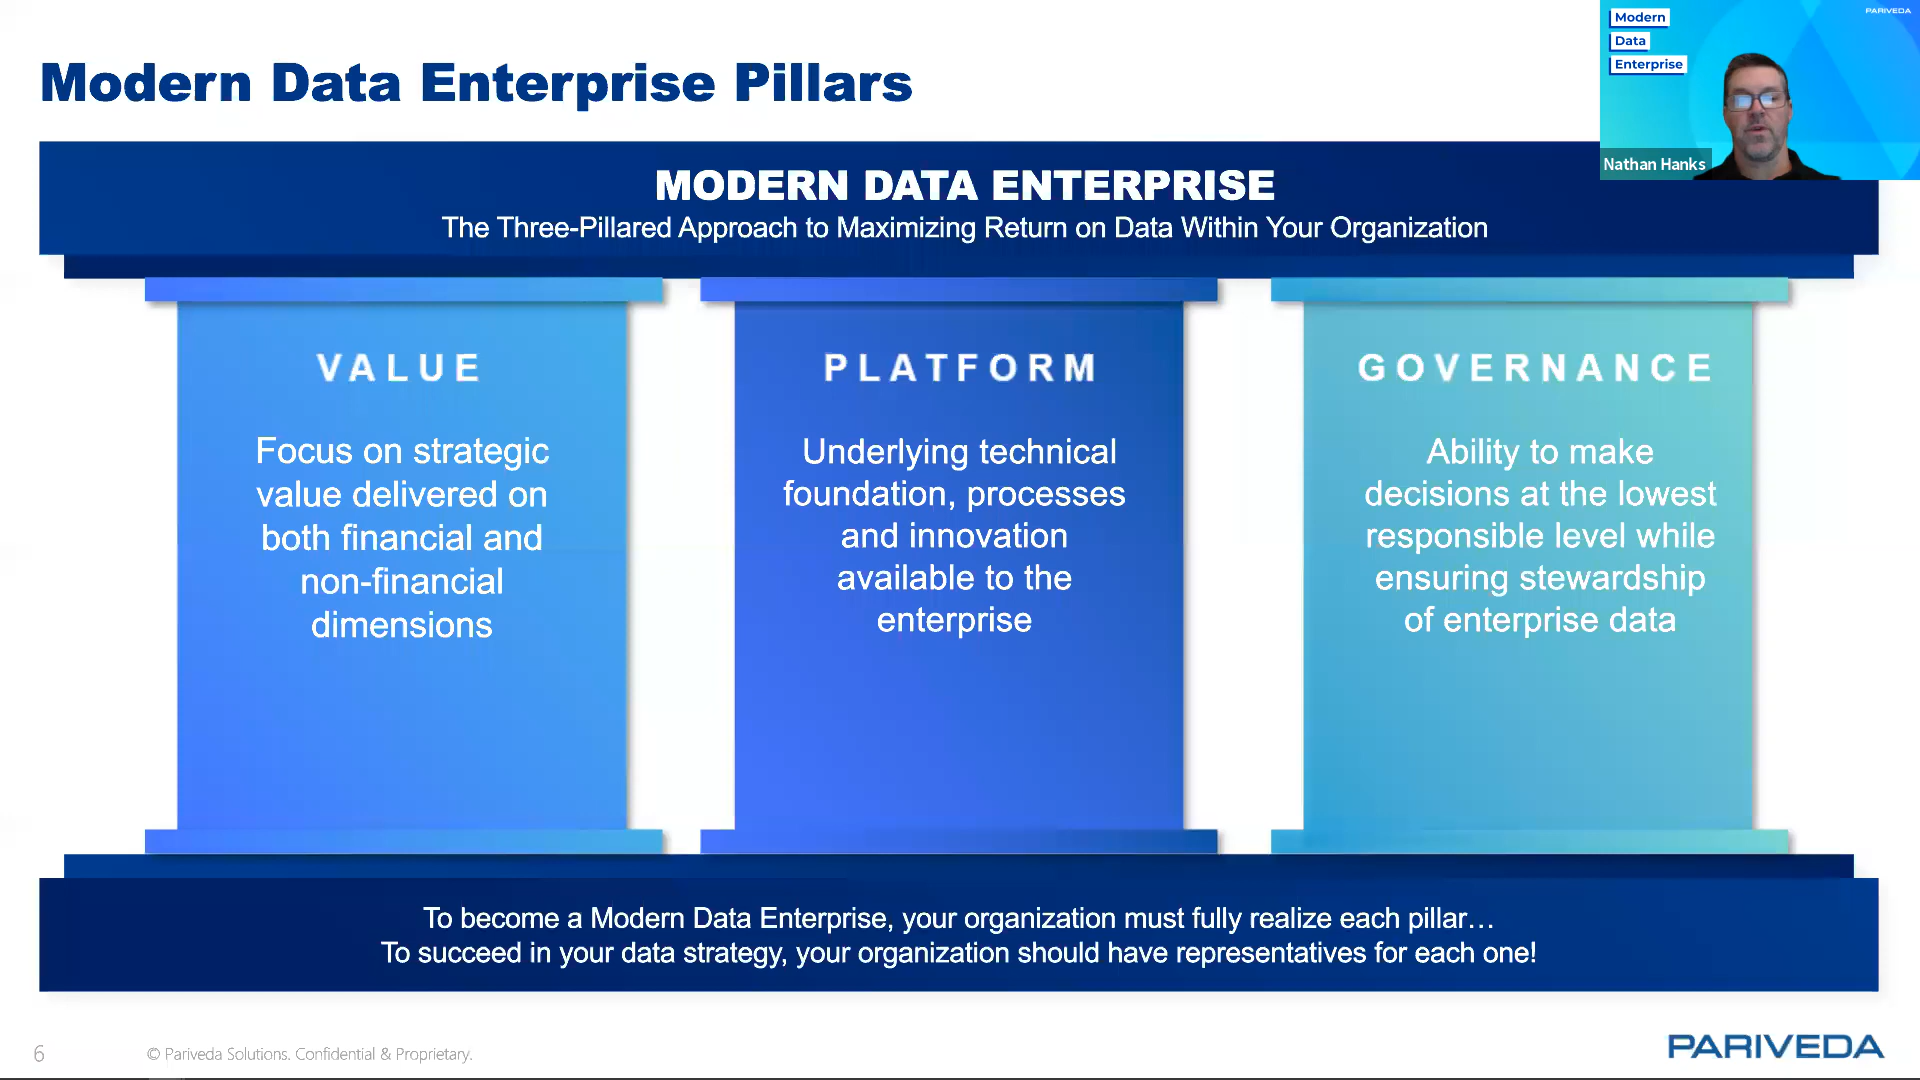 Modern Data Enterprise Pillars
Modern
Data
Enterprise
PARIVEDA
Nathan Hanks
MODERN DATA ENTERPRISE
The Three-Pillared Approach to Maximizing Return on Data Within Your Organization
VALUE
Focus on strategic
value delivered on
both financial and
non-financial
dimensions
PLATFORM
Underlying technical
foundation, processes
and innovation
available to the
enterprise
GOVERNANCE
Ability to make
decisions at the lowest
responsible level while
ensuring stewardship
of enterprise data
To become a Modern Data Enterprise, your organization must fully realize each pillar…
To succeed in your data strategy, your organization should have representatives for each one!
6
© Pariveda Solutions. Confidential & Proprietary.
PARIVEDA